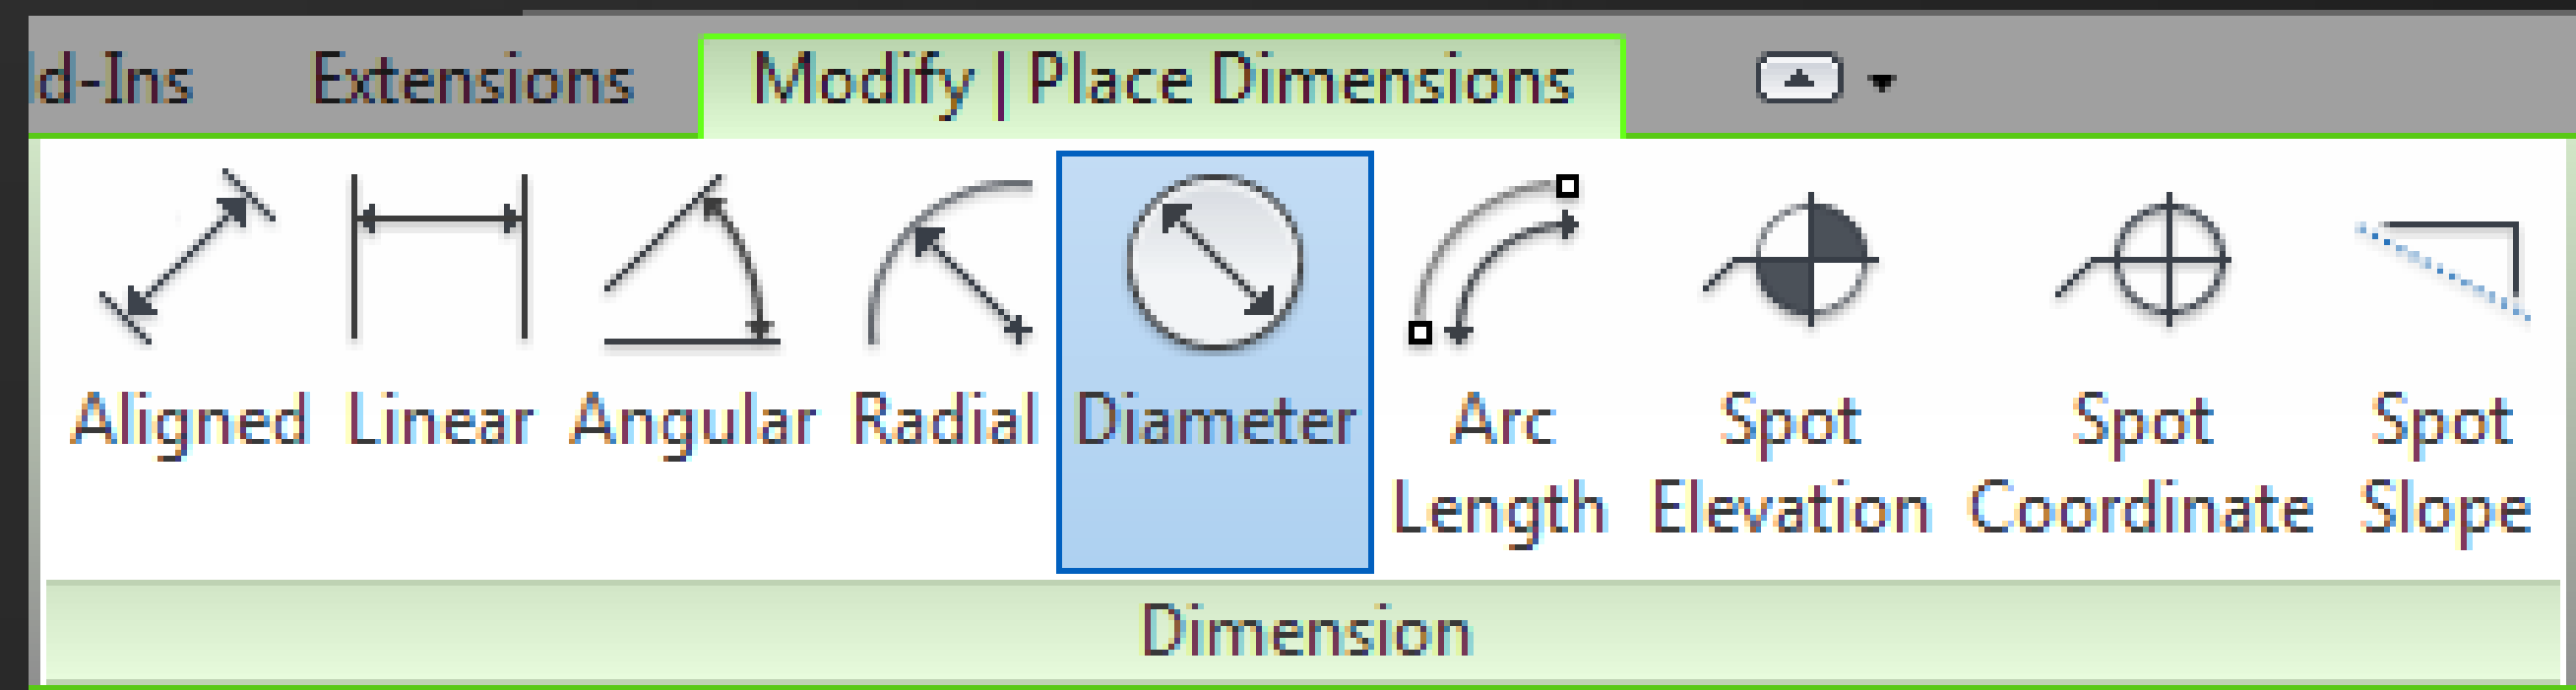 d-Ins Extensions Modify | Place Dimensions
Aligned Linear Angular Radial Diameter Arc Spot Spot Spot
Length Elevation Coordinate Slope
Dimension